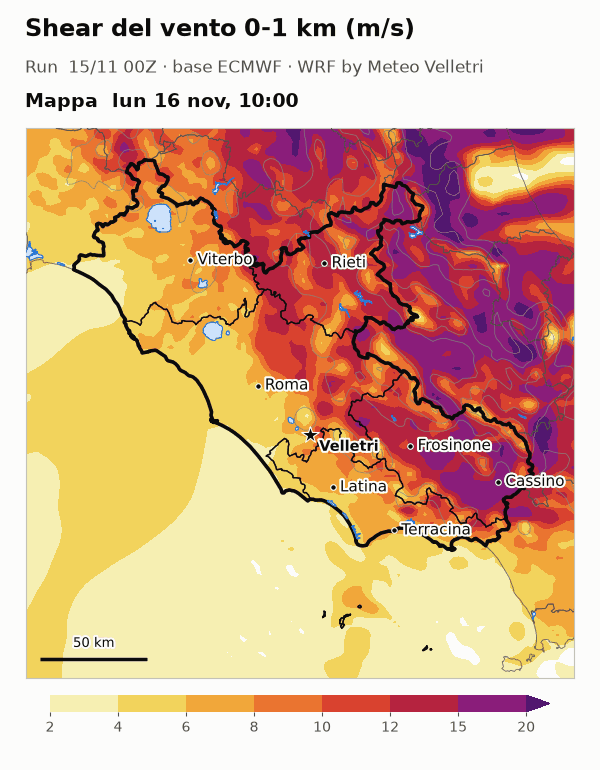 Shear del vento 0-1 km (m/s)
Run  15/11 00Z · base ECMWF · WRF by Meteo Velletri
Mappa  lun 16 nov, 10:00
Viterbo
Rieti
Roma
Velletri
Frosinone
Cassino
Latina
Terracina
50 km
2 4 6 8 10 12 15 20